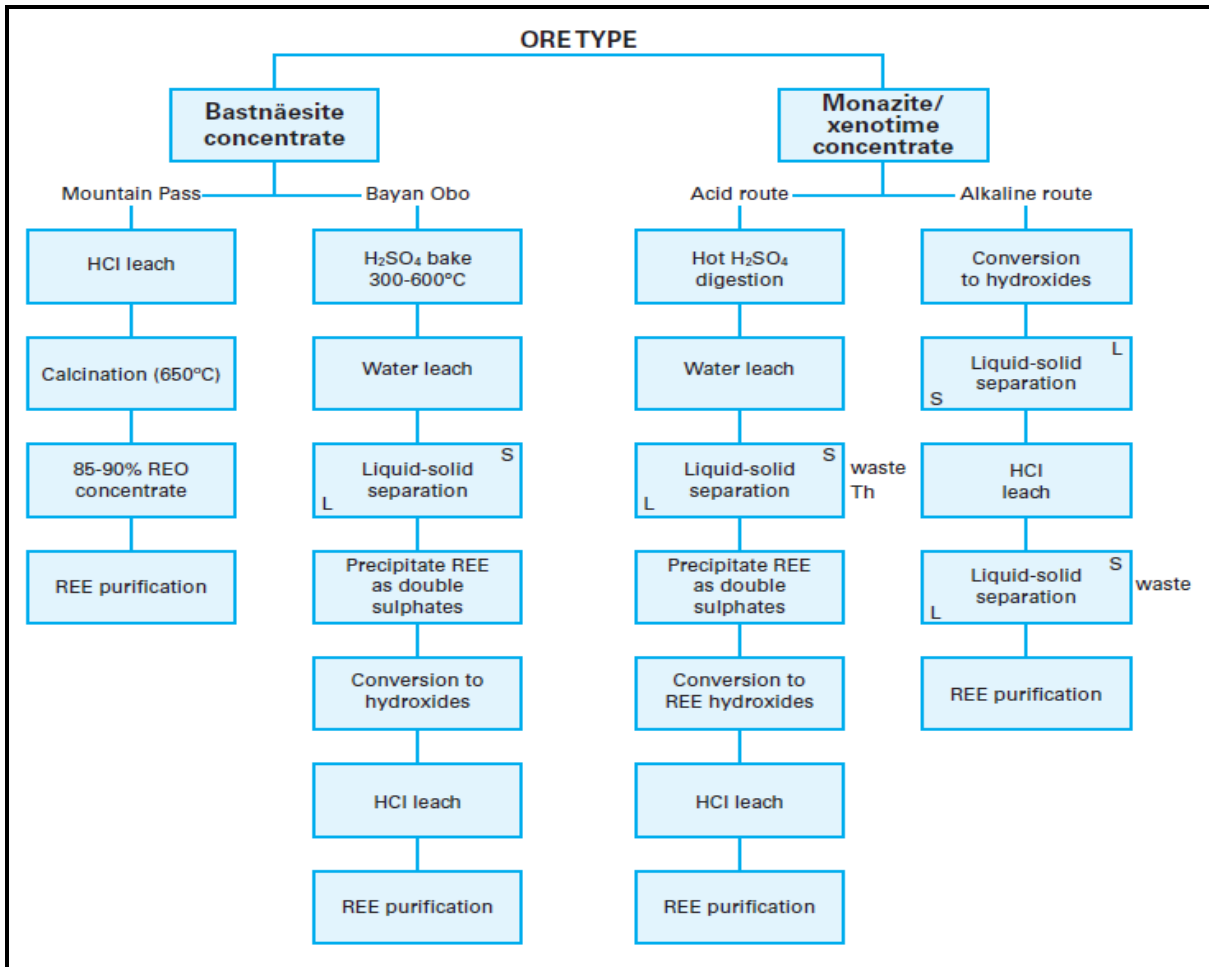 ORE TYPE
Bastnäesite
concentrate
Monazite/
xenotime
concentrate
Mountain Pass
Bayan Obo
Acid route
Alkaline route
HCl leach
Calcination (650ºC)
85-90% REO
concentrate
REE purification
H₂SO₄ bake
300-600ºC
Water leach
Liquid-solid
separation
S
L
Precipitate REE
as double
sulphates
Conversion to
hydroxides
HCl leach
REE purification
Hot H₂SO₄
digestion
Water leach
Liquid-solid
separation
S
L
waste
Th
Precipitate REE
as double
sulphates
Conversion to
REE hydroxides
HCl leach
REE purification
Conversion
to hydroxides
Liquid-solid
separation
L
S
HCl
leach
Liquid-solid
separation
S
L
waste
REE purification